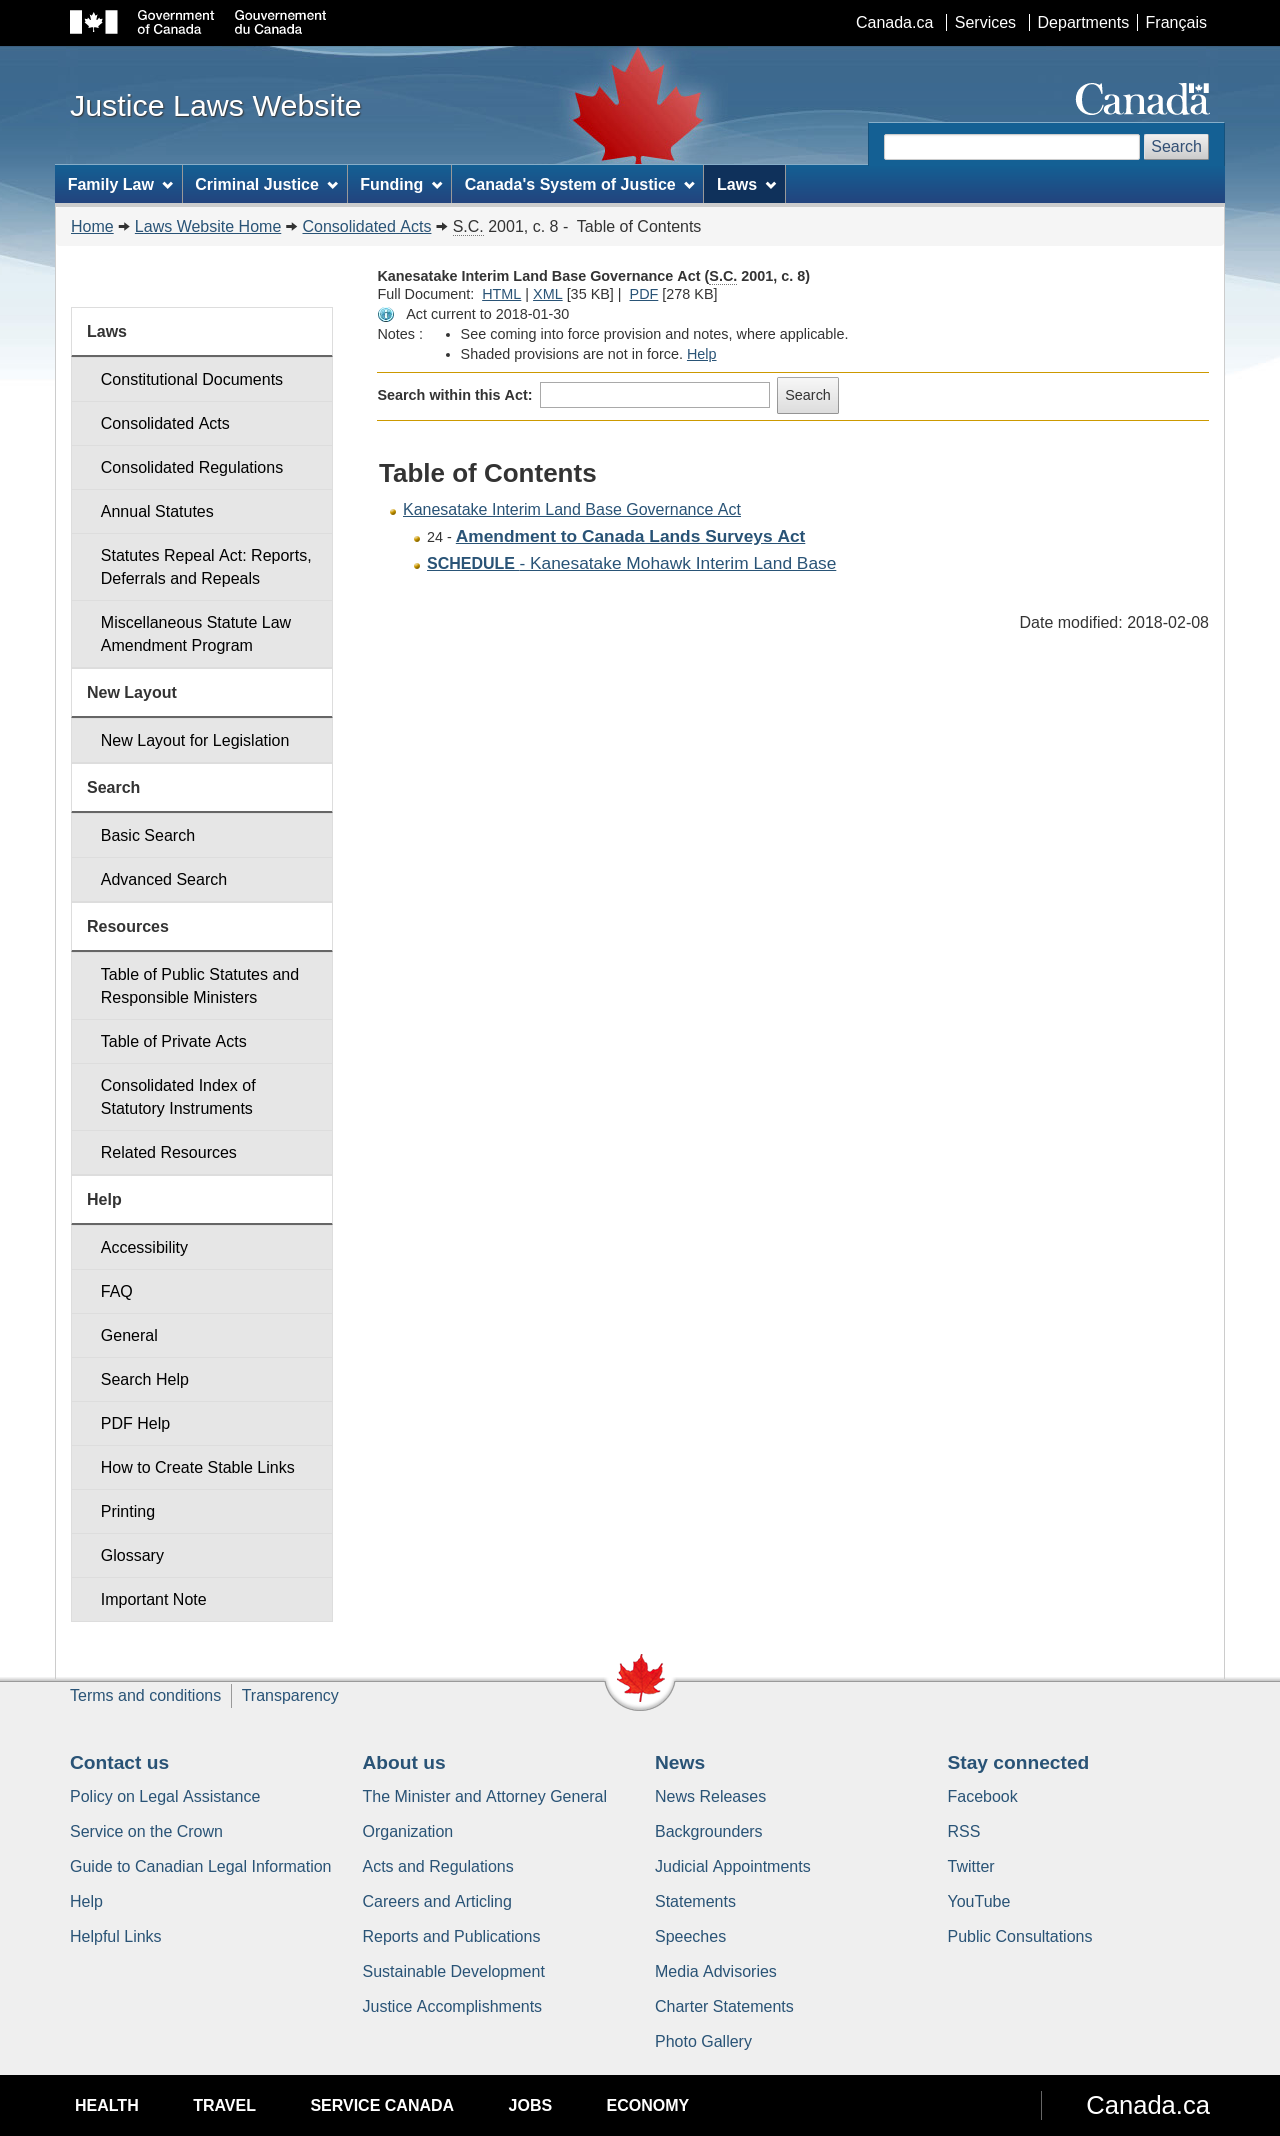 Government of Canada
Gouvernement du Canada
Canada.ca
Services
Departments
Français
Justice Laws Website
Canada
Search
Family Law
Criminal Justice
Funding
Canada's System of Justice
Laws
Home
Laws Website Home
Consolidated Acts
S.C. 2001, c. 8 - Table of Contents
Kanesatake Interim Land Base Governance Act (S.C. 2001, c. 8)
Full Document: HTML | XML [35 KB] | PDF [278 KB]
Act current to 2018-01-30
Notes :
See coming into force provision and notes, where applicable.
Shaded provisions are not in force. Help
Search within this Act:
Search
Table of Contents
Kanesatake Interim Land Base Governance Act
24 - Amendment to Canada Lands Surveys Act
SCHEDULE - Kanesatake Mohawk Interim Land Base
Date modified: 2018-02-08
Laws
Constitutional Documents
Consolidated Acts
Consolidated Regulations
Annual Statutes
Statutes Repeal Act: Reports,
Deferrals and Repeals
Miscellaneous Statute Law
Amendment Program
New Layout
New Layout for Legislation
Search
Basic Search
Advanced Search
Resources
Table of Public Statutes and
Responsible Ministers
Table of Private Acts
Consolidated Index of
Statutory Instruments
Related Resources
Help
Accessibility
FAQ
General
Search Help
PDF Help
How to Create Stable Links
Printing
Glossary
Important Note
Terms and conditions
Transparency
Contact us
Policy on Legal Assistance
Service on the Crown
Guide to Canadian Legal Information
Help
Helpful Links
About us
The Minister and Attorney General
Organization
Acts and Regulations
Careers and Articling
Reports and Publications
Sustainable Development
Justice Accomplishments
News
News Releases
Backgrounders
Judicial Appointments
Statements
Speeches
Media Advisories
Charter Statements
Photo Gallery
Stay connected
Facebook
RSS
Twitter
YouTube
Public Consultations
HEALTH
TRAVEL
SERVICE CANADA
JOBS
ECONOMY
Canada.ca